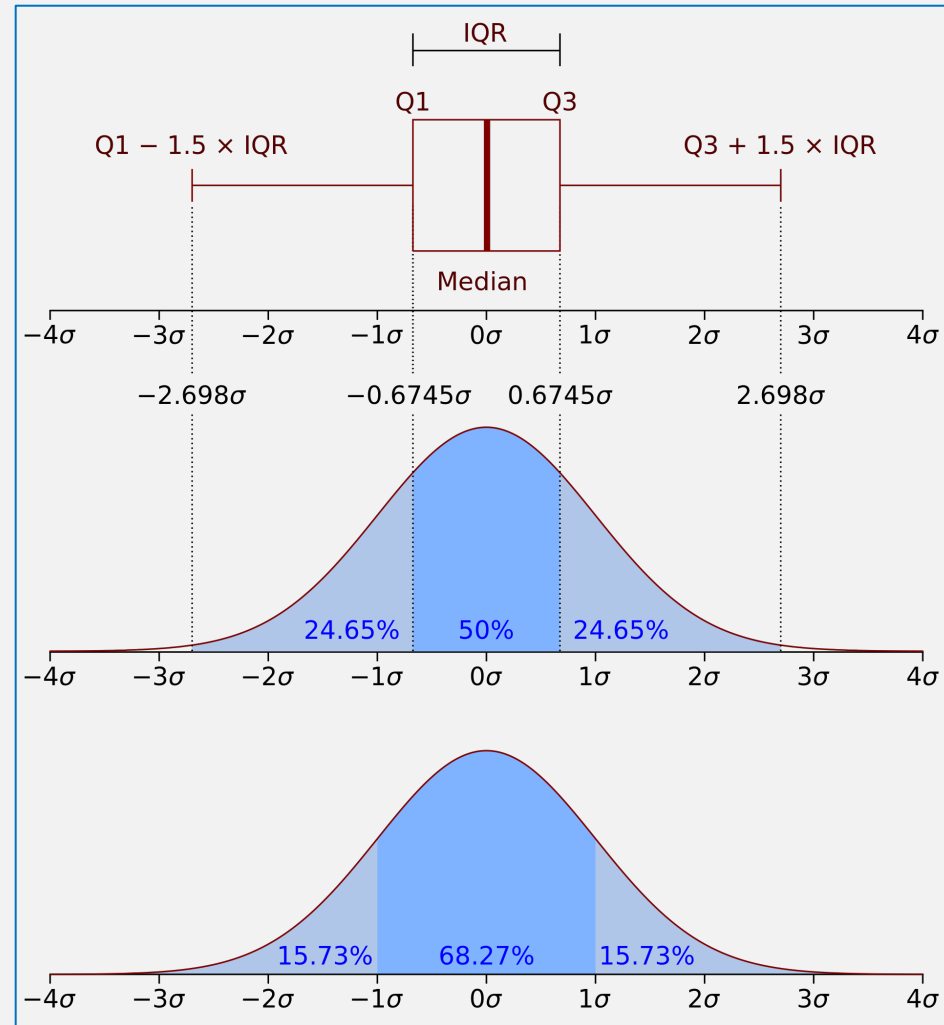 IQR
Q1 Q3
Q1 − 1.5 × IQR Q3 + 1.5 × IQR
Median
−4σ −3σ −2σ −1σ 0σ 1σ 2σ 3σ 4σ
−2.698σ −0.6745σ 0.6745σ 2.698σ
24.65% 50% 24.65%
−4σ −3σ −2σ −1σ 0σ 1σ 2σ 3σ 4σ
15.73% 68.27% 15.73%
−4σ −3σ −2σ −1σ 0σ 1σ 2σ 3σ 4σ